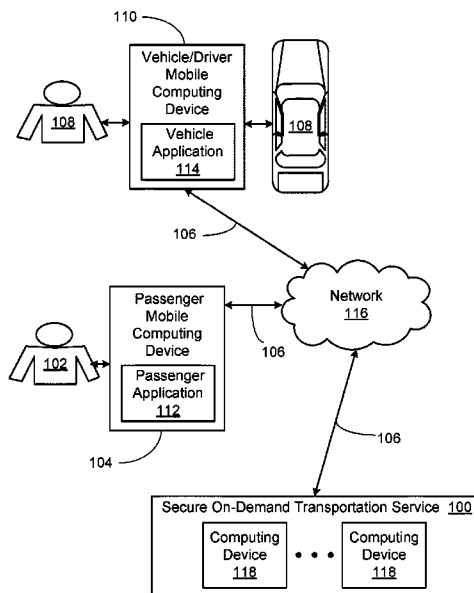 110
Vehicle/Driver
Mobile
Computing
Device
Vehicle
Application
114
108
108
106
Network
116
Passenger
Mobile
Computing
Device
Passenger
Application
112
102
106
104
106
Secure On-Demand Transportation Service 100
Computing
Device
118
• • •
Computing
Device
118